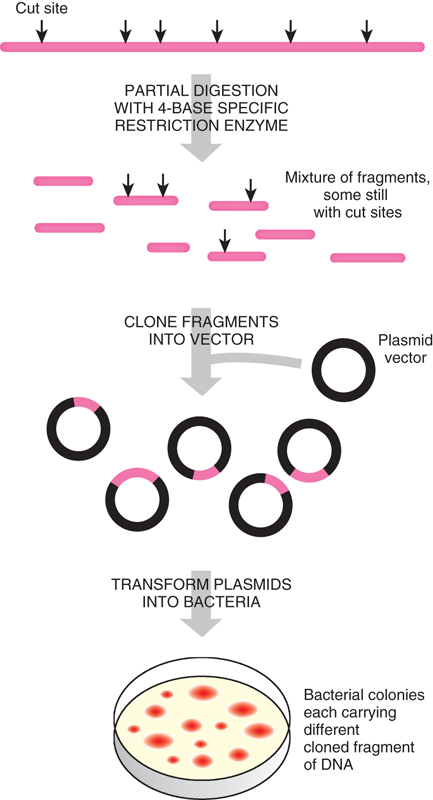 Cut site
PARTIAL DIGESTION
WITH 4-BASE SPECIFIC
RESTRICTION ENZYME
Mixture of fragments,
some still
with cut sites
CLONE FRAGMENTS
INTO VECTOR
Plasmid
vector
TRANSFORM PLASMIDS
INTO BACTERIA
Bacterial colonies
each carrying
different
cloned fragment
of DNA